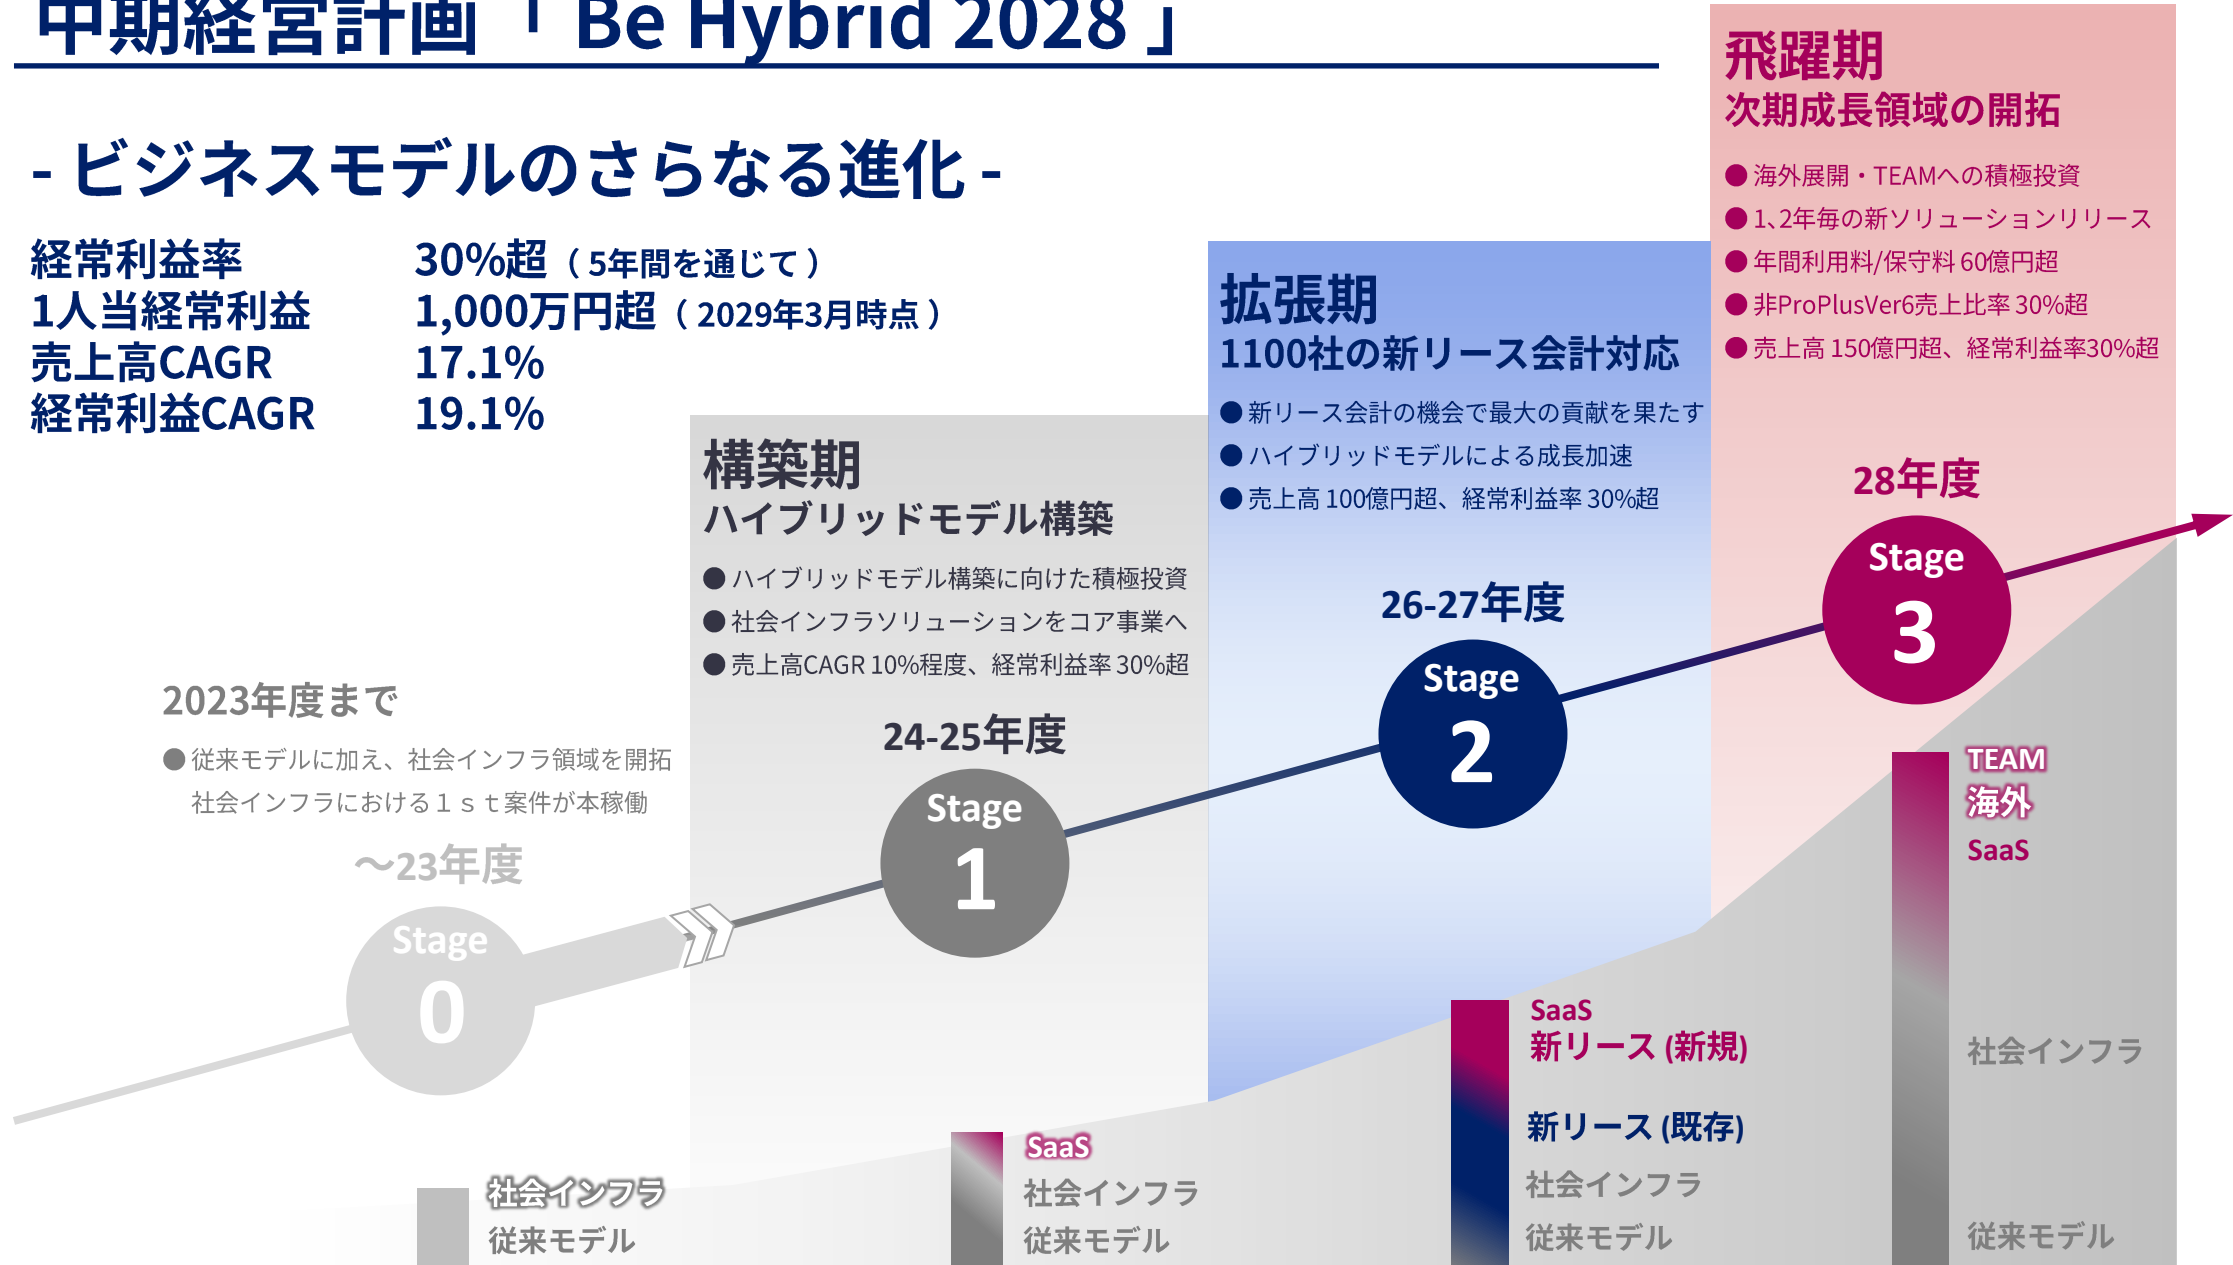 中期経営計画「 Be Hybrid 2028 」
- ビジネスモデルのさらなる進化 -
経常利益率 30%超（ 5年間を通じて ）
1人当経常利益 1,000万円超（ 2029年3月時点 ）
売上高CAGR 17.1%
経常利益CAGR 19.1%
2023年度まで
● 従来モデルに加え、社会インフラ領域を開拓
社会インフラにおける１ｓｔ案件が本稼働
～23年度
Stage
0
社会インフラ
従来モデル
構築期
ハイブリッドモデル構築
● ハイブリッドモデル構築に向けた積極投資
● 社会インフラソリューションをコア事業へ
● 売上高CAGR 10%程度、経常利益率 30%超
24-25年度
Stage
1
SaaS
社会インフラ
従来モデル
拡張期
1100社の新リース会計対応
● 新リース会計の機会で最大の貢献を果たす
● ハイブリッドモデルによる成長加速
● 売上高 100億円超、経常利益率 30%超
26-27年度
Stage
2
SaaS
新リース (新規)
新リース (既存)
社会インフラ
従来モデル
飛躍期
次期成長領域の開拓
● 海外展開・TEAMへの積極投資
● 1、2年毎の新ソリューションリリース
● 年間利用料/保守料 60億円超
● 非ProPlusVer6売上比率 30%超
● 売上高 150億円超、経常利益率30%超
28年度
Stage
3
TEAM
海外
SaaS
社会インフラ
従来モデル